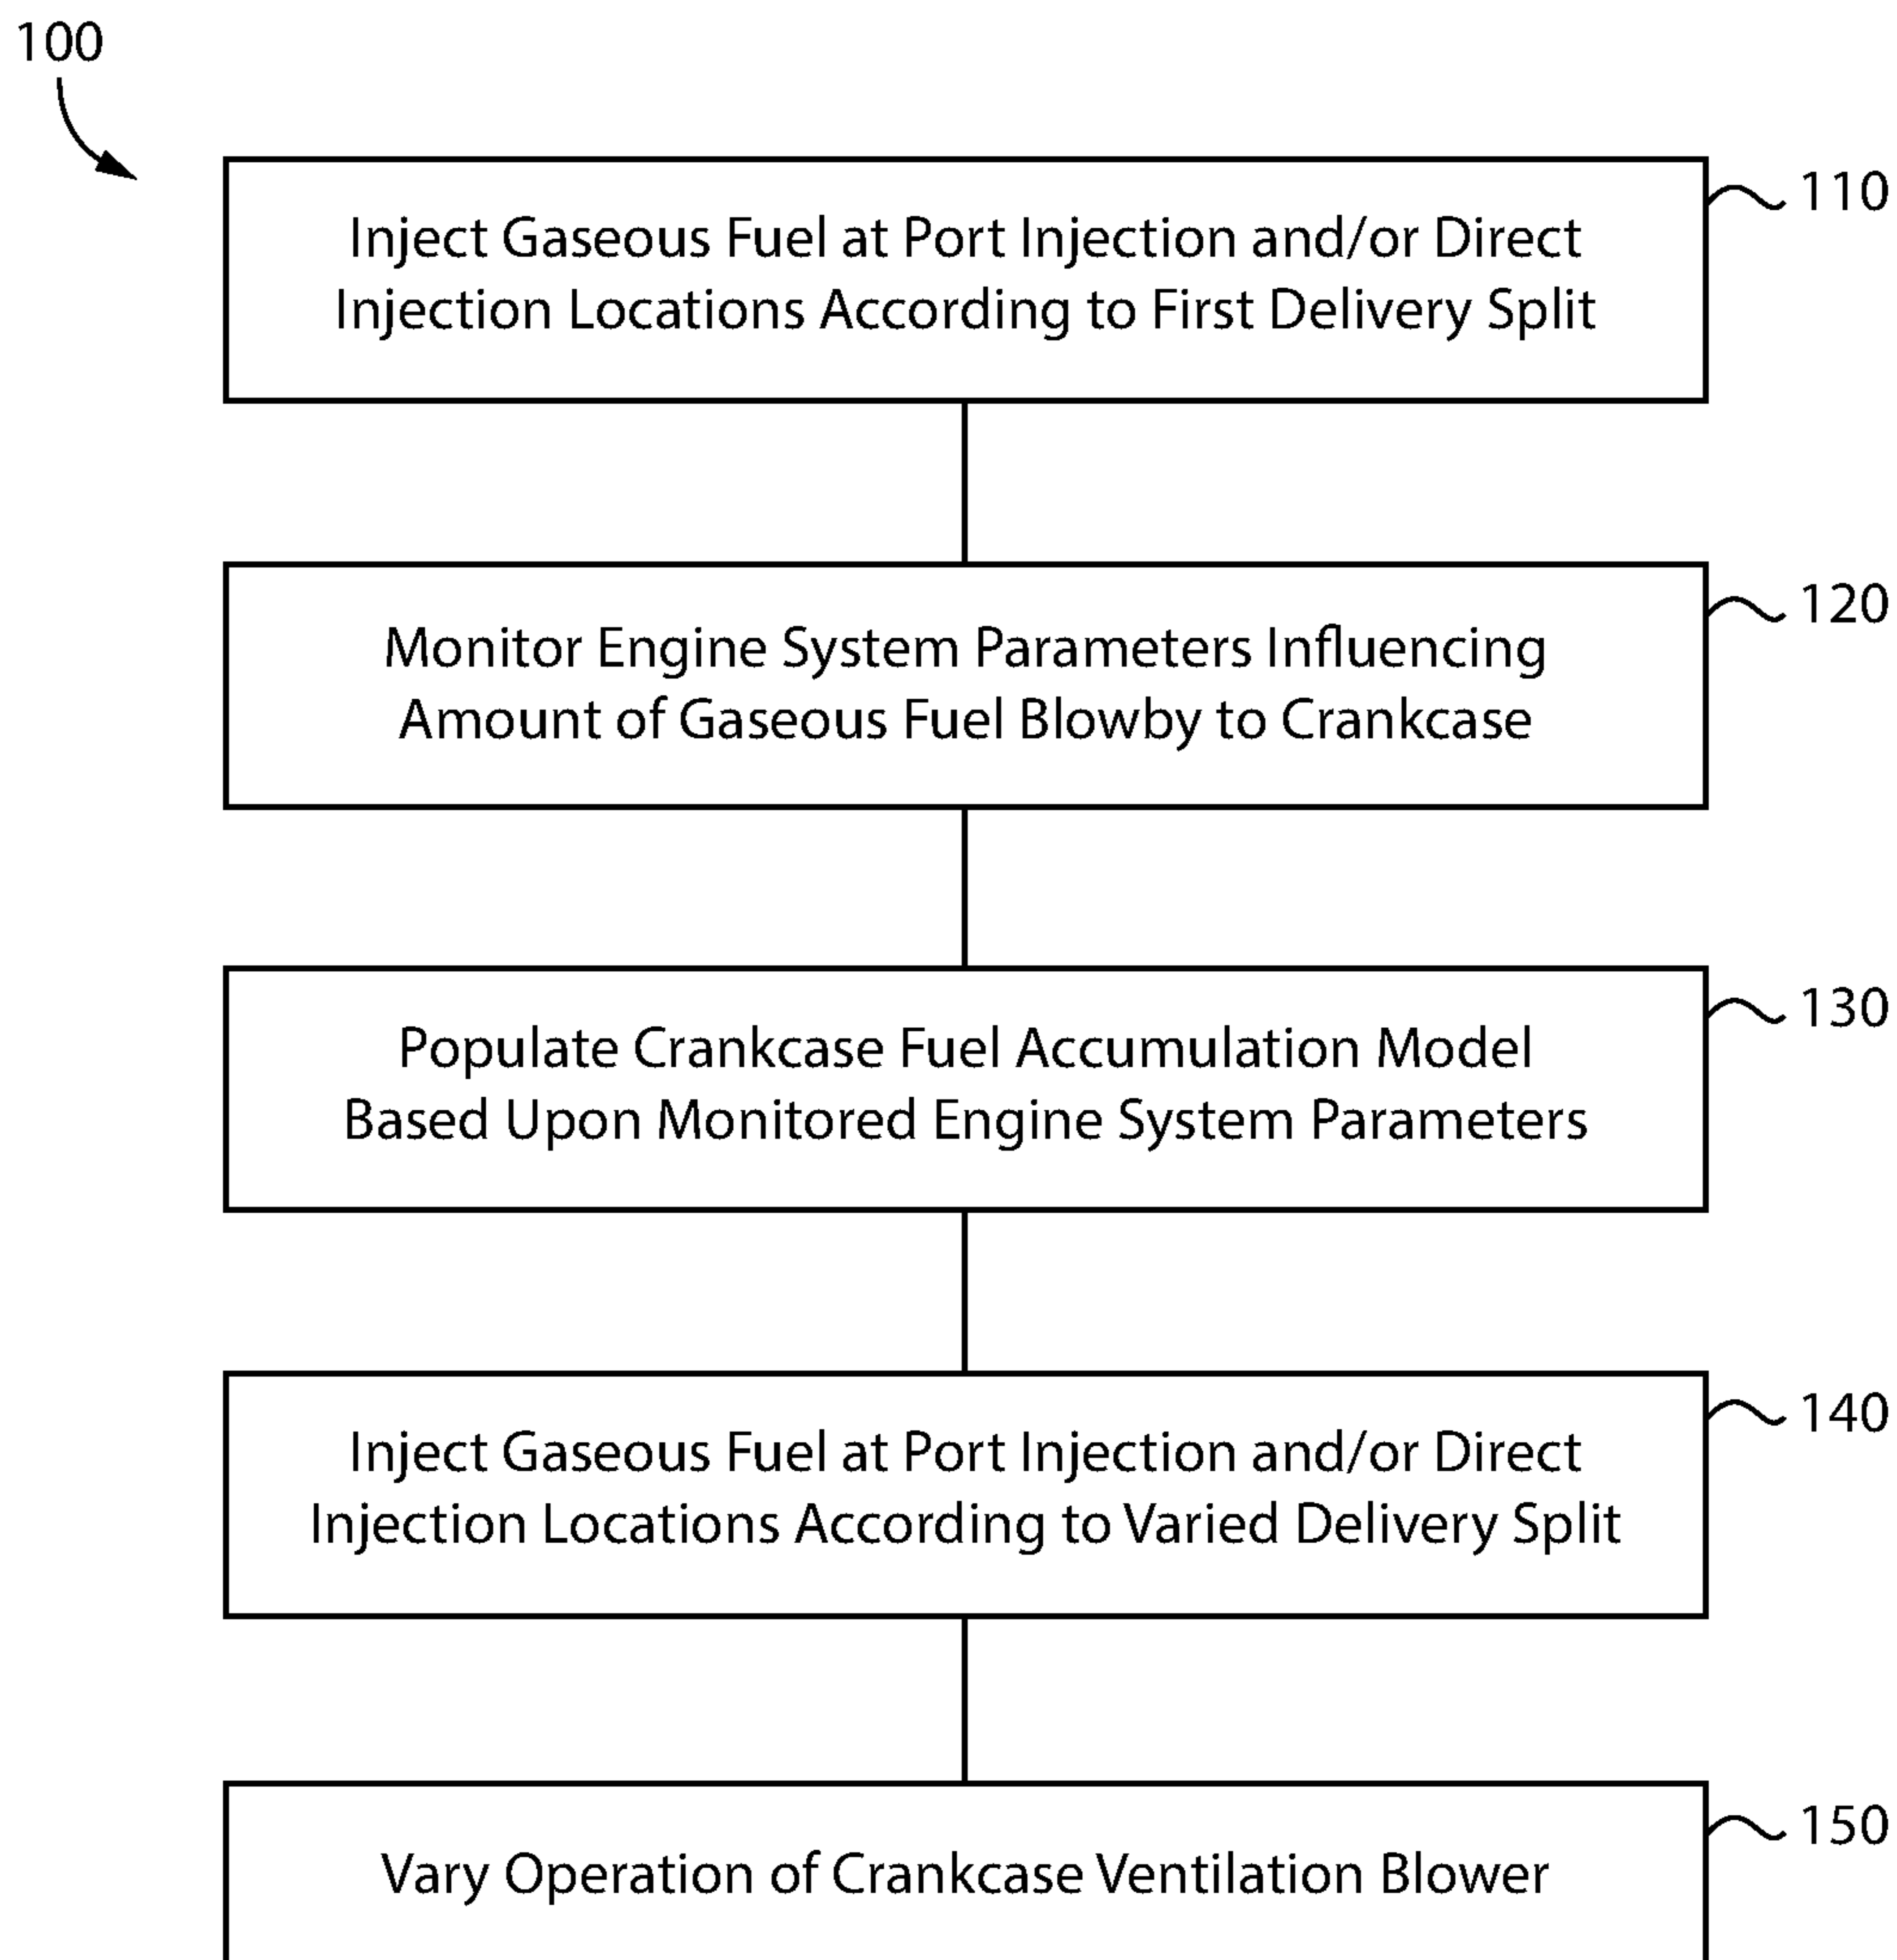 100
110
Inject Gaseous Fuel at Port Injection and/or Direct
Injection Locations According to First Delivery Split
120
Monitor Engine System Parameters Influencing
Amount of Gaseous Fuel Blowby to Crankcase
130
Populate Crankcase Fuel Accumulation Model
Based Upon Monitored Engine System Parameters
140
Inject Gaseous Fuel at Port Injection and/or Direct
Injection Locations According to Varied Delivery Split
150
Vary Operation of Crankcase Ventilation Blower